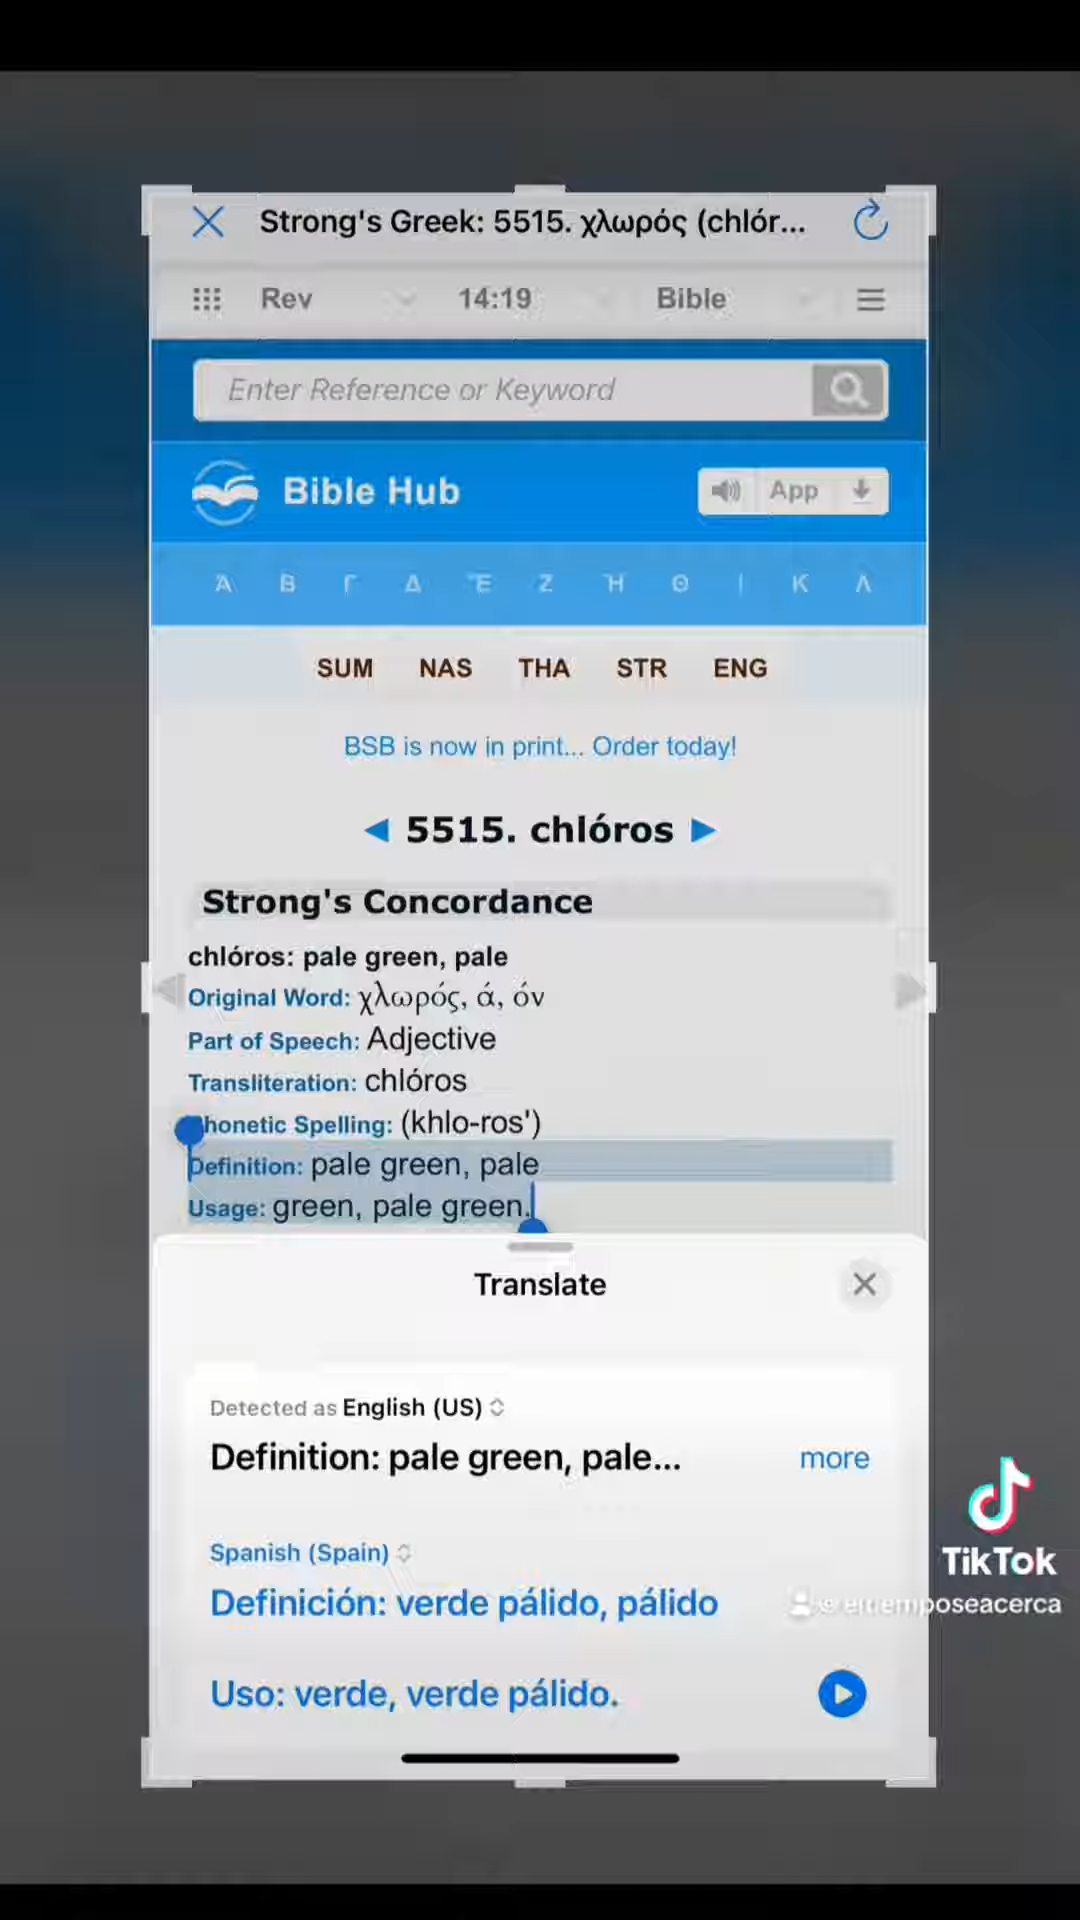 Strong's Greek: 5515. χλωρός (chlór...
Rev 14:19 Bible
Enter Reference or Keyword
Bible Hub App
Ά Β Γ Δ Έ Ζ Ή Θ Ι Κ Λ
SUM NAS THA STR ENG
BSB is now in print... Order today!
5515. chlóros
Strong's Concordance
chlóros: pale green, pale
Original Word: χλωρός, ά, όν
Part of Speech: Adjective
Transliteration: chlóros
honetic Spelling: (khlo-ros')
Definition: pale green, pale
Usage: green, pale green.
Translate
Detected as English (US)
Definition: pale green, pale...
more
Spanish (Spain)
Definición: verde pálido, pálido
Uso: verde, verde pálido.
TikTok